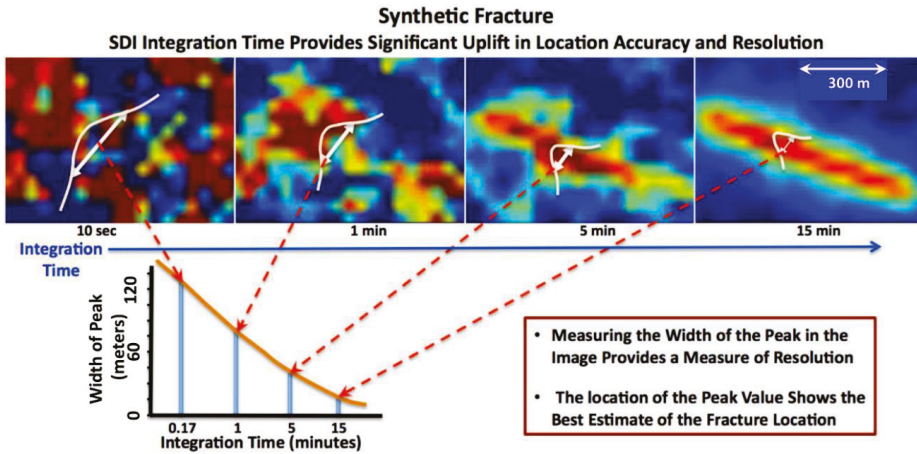 Synthetic Fracture
SDI Integration Time Provides Significant Uplift in Location Accuracy and Resolution
300 m
10 sec
1 min
5 min
15 min
Integration
Time
Width of Peak
(meters)
120
60
0
0.17
1
5
15
Integration Time (minutes)
• Measuring the Width of the Peak in the
Image Provides a Measure of Resolution
• The location of the Peak Value Shows the
Best Estimate of the Fracture Location